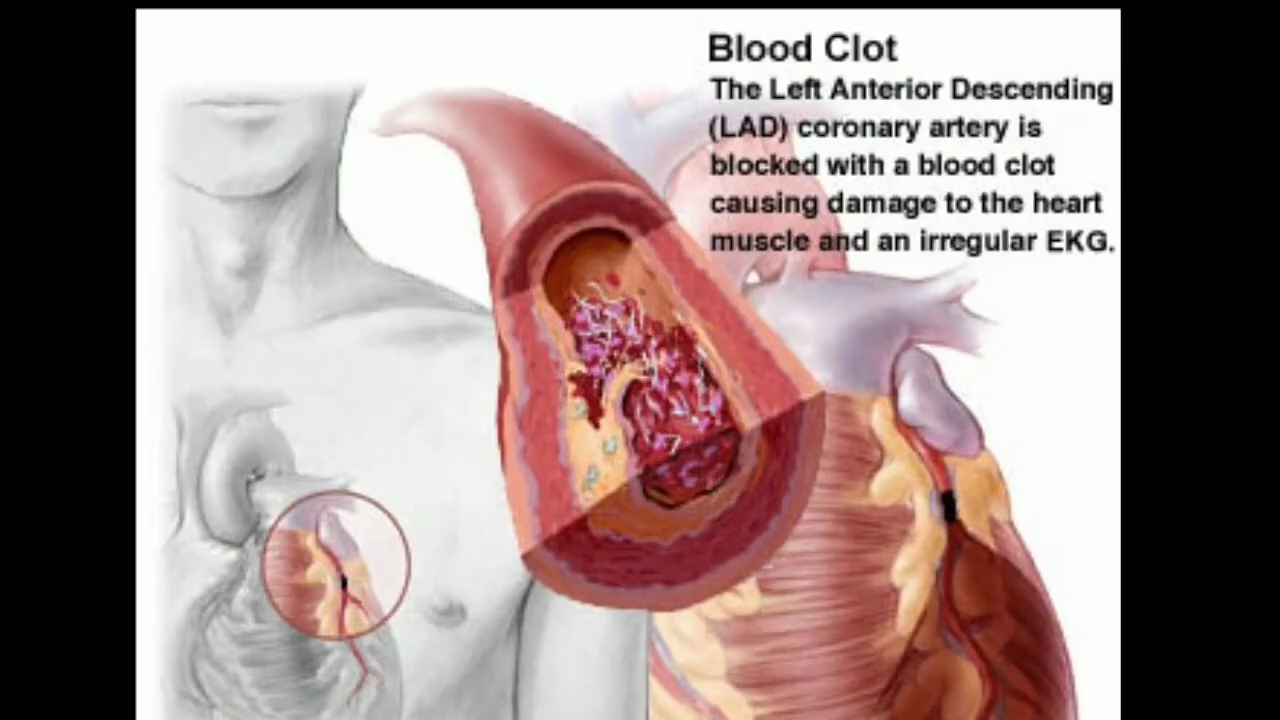 Blood Clot
The Left Anterior Descending
(LAD) coronary artery is
blocked with a blood clot
causing damage to the heart
muscle and an irregular EKG.